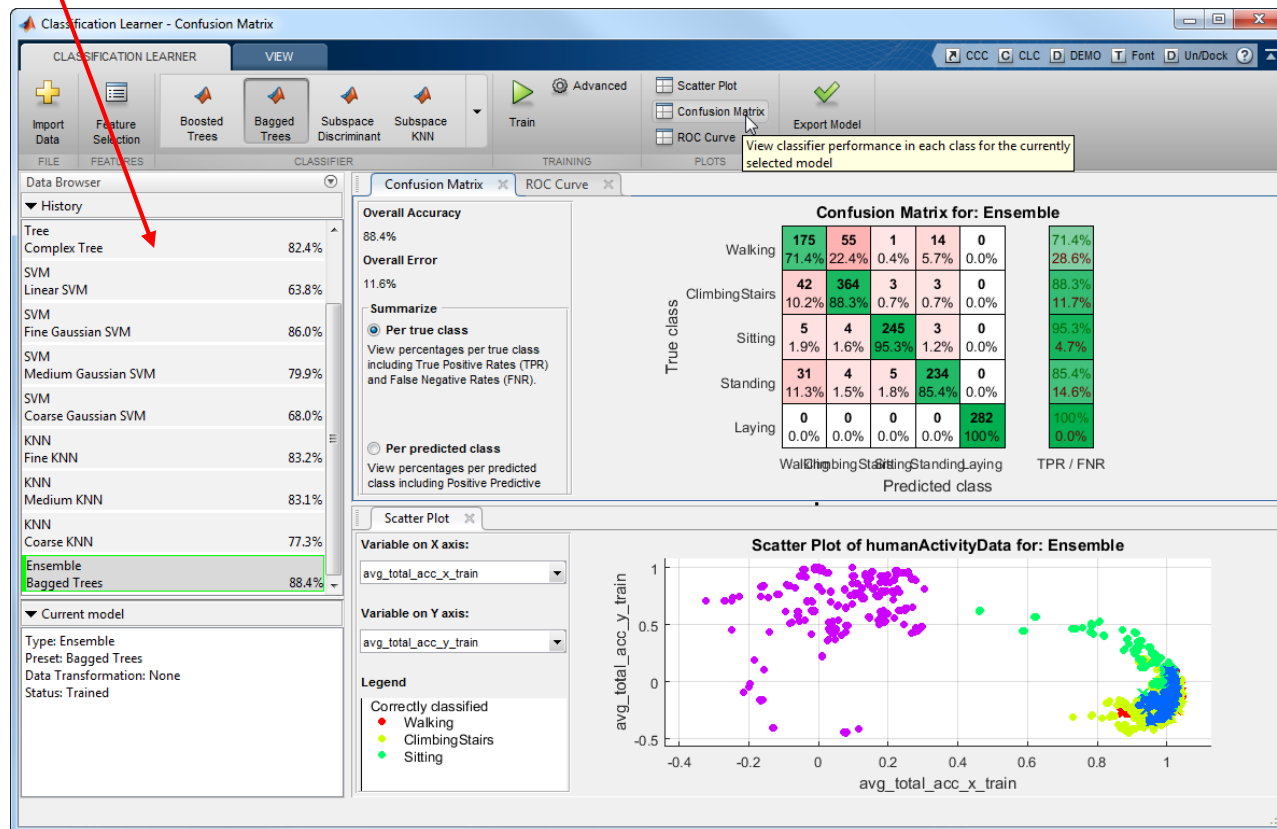 Classification Learner - Confusion Matrix
CLASSIFICATION LEARNER
VIEW
CCC
G CLC
D DEMO
T Font
D Un/Dock
?
Import Data
Feature Selection
Boosted Trees
Bagged Trees
Subspace Discriminant
Subspace KNN
Train
Advanced
Scatter Plot
Confusion Matrix
ROC Curve
Export Model
FILE
FEATURES
CLASSIFIER
TRAINING
PLOTS
View classifier performance in each class for the currently
selected model
Data Browser
History
Tree
Complex Tree 82.4%
SVM
Linear SVM 63.8%
SVM
Fine Gaussian SVM 86.0%
SVM
Medium Gaussian SVM 79.9%
SVM
Coarse Gaussian SVM 68.0%
KNN
Fine KNN 83.2%
KNN
Medium KNN 83.1%
KNN
Coarse KNN 77.3%
Ensemble
Bagged Trees 88.4%
Current model
Type: Ensemble
Preset: Bagged Trees
Data Transformation: None
Status: Trained
Confusion Matrix
ROC Curve
Overall Accuracy
88.4%
Overall Error
11.6%
Summarize
Per true class
View percentages per true class
including True Positive Rates (TPR)
and False Negative Rates (FNR).
Per predicted class
View percentages per predicted
class including Positive Predictive
Confusion Matrix for: Ensemble
True class
Walking 175 55 1 14 0 71.4%
71.4% 22.4% 0.4% 5.7% 0.0% 28.6%
ClimbingStairs 42 364 3 3 0 88.3%
10.2% 88.3% 0.7% 0.7% 0.0% 11.7%
Sitting 5 4 245 3 0 95.3%
1.9% 1.6% 95.3% 1.2% 0.0% 4.7%
Standing 31 4 5 234 0 85.4%
11.3% 1.5% 1.8% 85.4% 0.0% 14.6%
Laying 0 0 0 0 282 100%
0.0% 0.0% 0.0% 0.0% 100% 0.0%
Walking ClimbingStairs Sitting Standing Laying TPR / FNR
Predicted class
Scatter Plot
Variable on X axis:
avg_total_acc_x_train
Variable on Y axis:
avg_total_acc_y_train
Legend
Correctly classified
Walking
ClimbingStairs
Sitting
Scatter Plot of humanActivityData for: Ensemble
avg_total_acc_y_train
1
0.5
0
-0.5
-0.4 -0.2 0 0.2 0.4 0.6 0.8 1
avg_total_acc_x_train